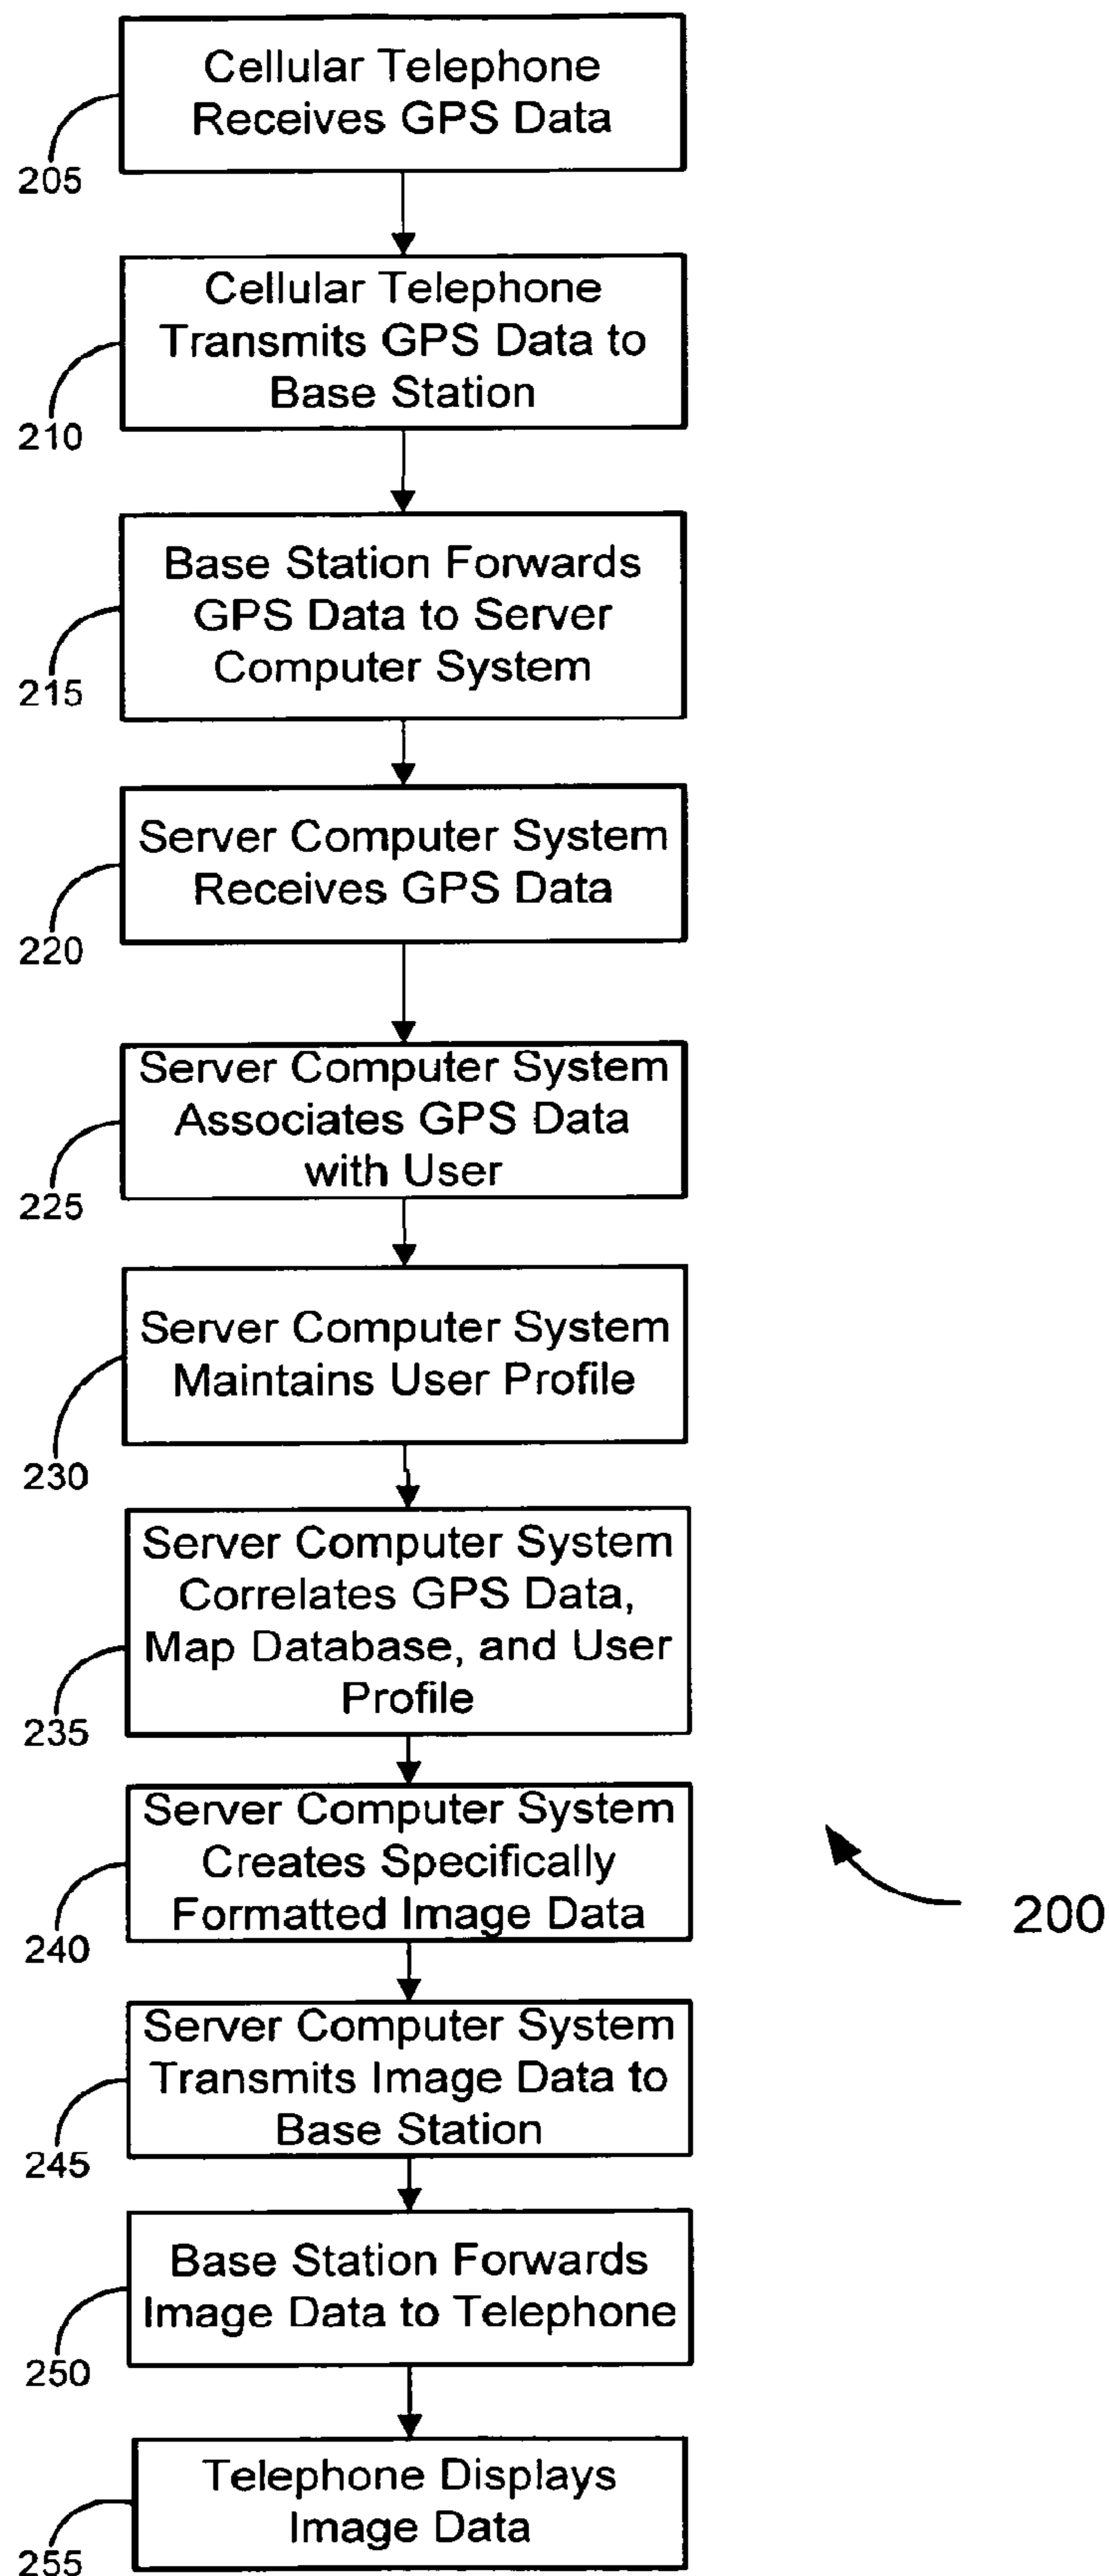 Cellular Telephone
Receives GPS Data
205
Cellular Telephone
Transmits GPS Data to
Base Station
210
Base Station Forwards
GPS Data to Server
Computer System
215
Server Computer System
Receives GPS Data
220
Server Computer System
Associates GPS Data
with User
225
Server Computer System
Maintains User Profile
230
Server Computer System
Correlates GPS Data,
Map Database, and User
Profile
235
Server Computer System
Creates Specifically
Formatted Image Data
240
200
Server Computer System
Transmits Image Data to
Base Station
245
Base Station Forwards
Image Data to Telephone
250
Telephone Displays
Image Data
255